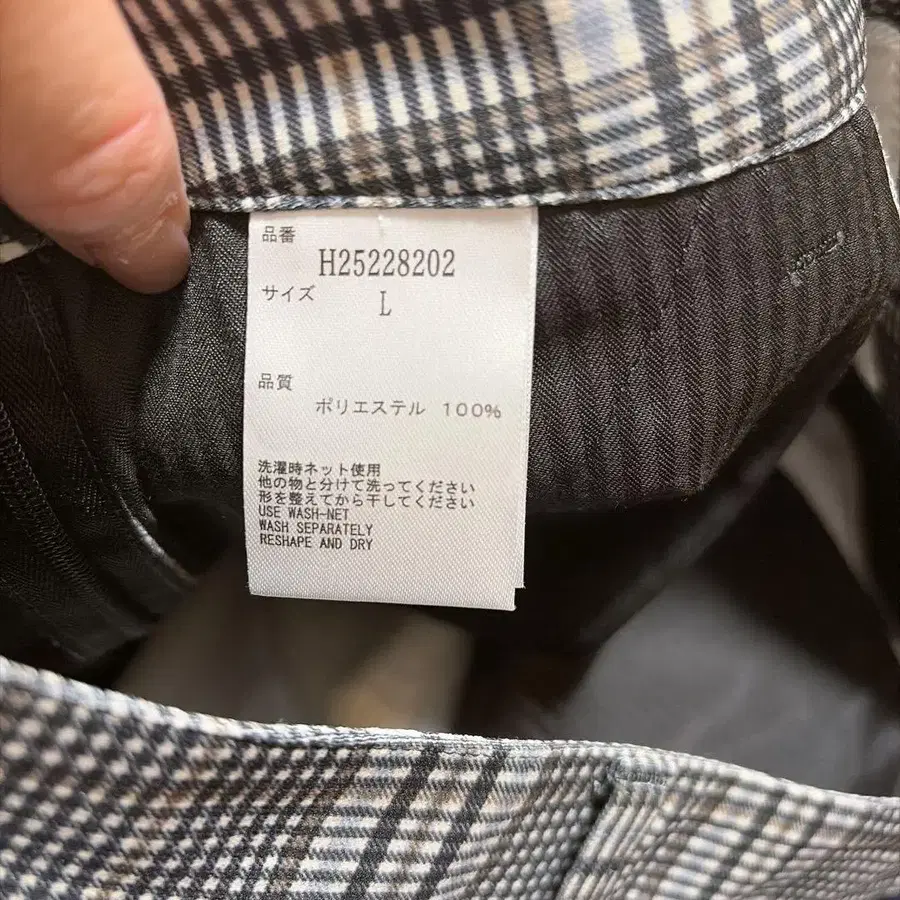 品番
H25228202
サイズ
L
品質
ポリエステル 100%
洗濯時ネット使用
他の物と分けて洗ってください
形を整えてから干してください
USE WASH-NET
WASH SEPARATELY
RESHAPE AND DRY